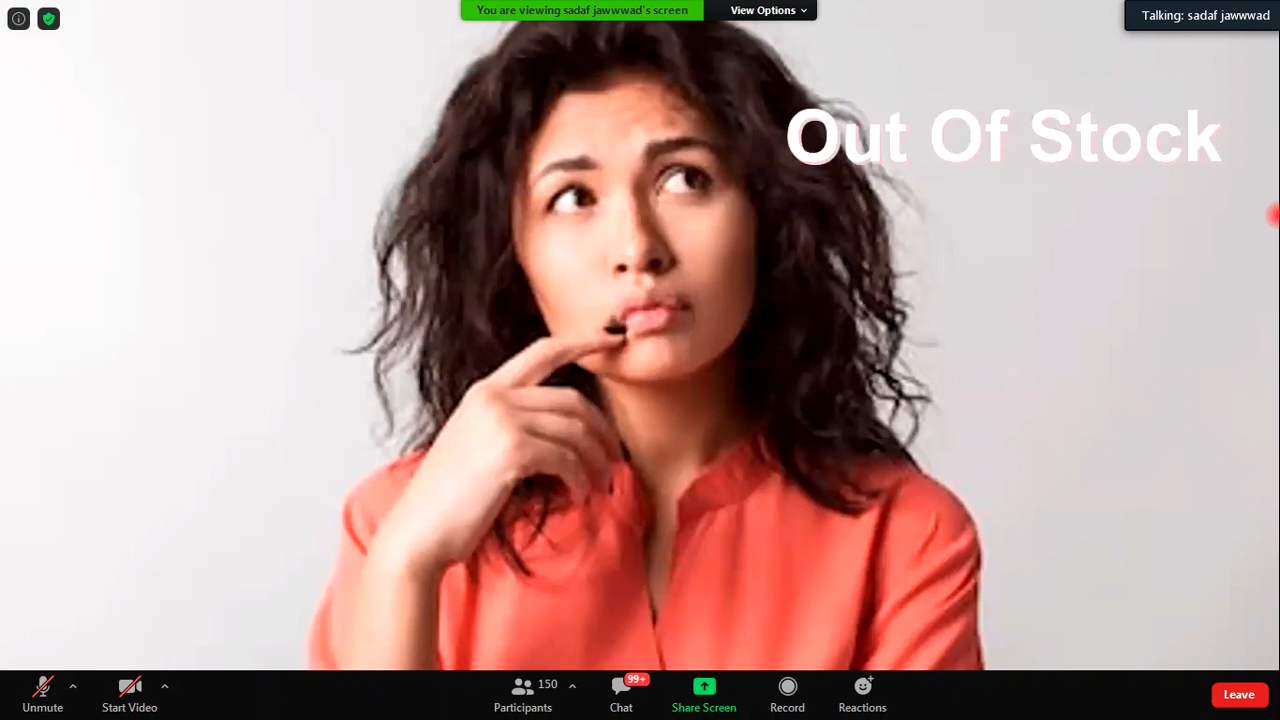 You are viewing sadaf jawwwad's screen
View Options
Talking: sadaf jawwwad
Out Of Stock
Unmute
Start Video
150
Participants
99+
Chat
Share Screen
Record
Reactions
Leave